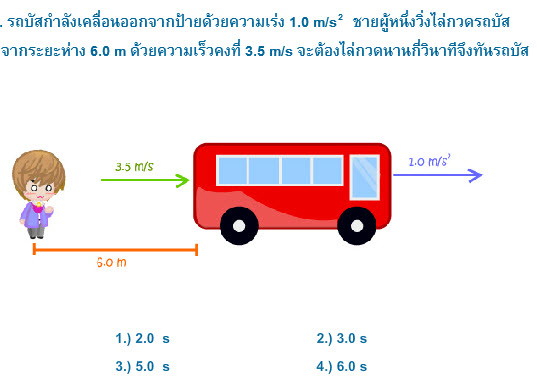 . รถบัสกำลังเคลื่อนออกจากป้ายด้วยความเร่ง 1.0 m/s² ชายผู้หนึ่งวิ่งไล่กวดรถบัส
จากระยะห่าง 6.0 m ด้วยความเร็วคงที่ 3.5 m/s จะต้องไล่กวดนานกี่วินาทีจึงทันรถบัส
3.5 m/s
1.0 m/s²
6.0 m
1.) 2.0 s 2.) 3.0 s
3.) 5.0 s 4.) 6.0 s